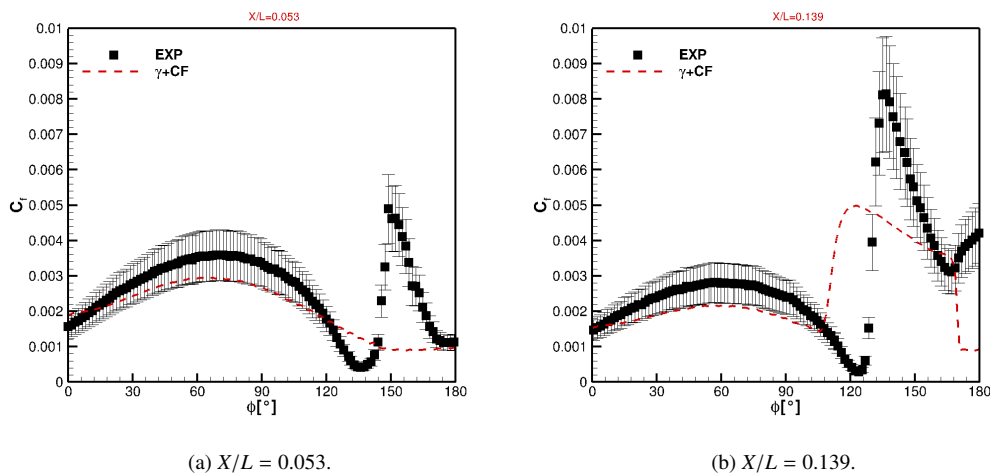 X/L=0.053
0.01
0.009
0.008
0.007
0.006
0.005
0.004
0.003
0.002
0.001
0
C_f
EXP
γ+CF
0 30 60 90 120 150 180
ϕ[°]
(a) X/L = 0.053.
X/L=0.139
0.01
0.009
0.008
0.007
0.006
0.005
0.004
0.003
0.002
0.001
0
C_f
EXP
γ+CF
0 30 60 90 120 150 180
ϕ[°]
(b) X/L = 0.139.